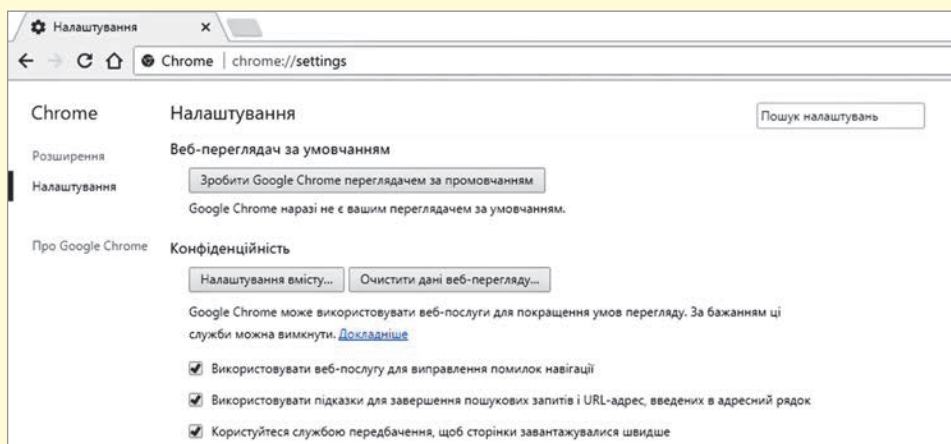 Налаштування
Chrome | chrome://settings
Chrome
Налаштування
Пошук налаштувань
Розширення
Налаштування
Про Google Chrome
Веб-переглядач за умовчанням
Зробити Google Chrome переглядачем за промовчанням
Google Chrome наразі не є вашим переглядачем за умовчанням.
Конфіденційність
Налаштування вмісту... Очистити дані веб-перегляду...
Google Chrome може використовувати веб-послуги для покращення умов перегляду. За бажанням ці
служби можна вимкнути. Докладніше
Використовувати веб-послугу для виправлення помилок навігації
Використовувати підказки для завершення пошукових запитів і URL-адрес, введених в адресний рядок
Користуйтеся службою передбачення, щоб сторінки завантажувалися швидше